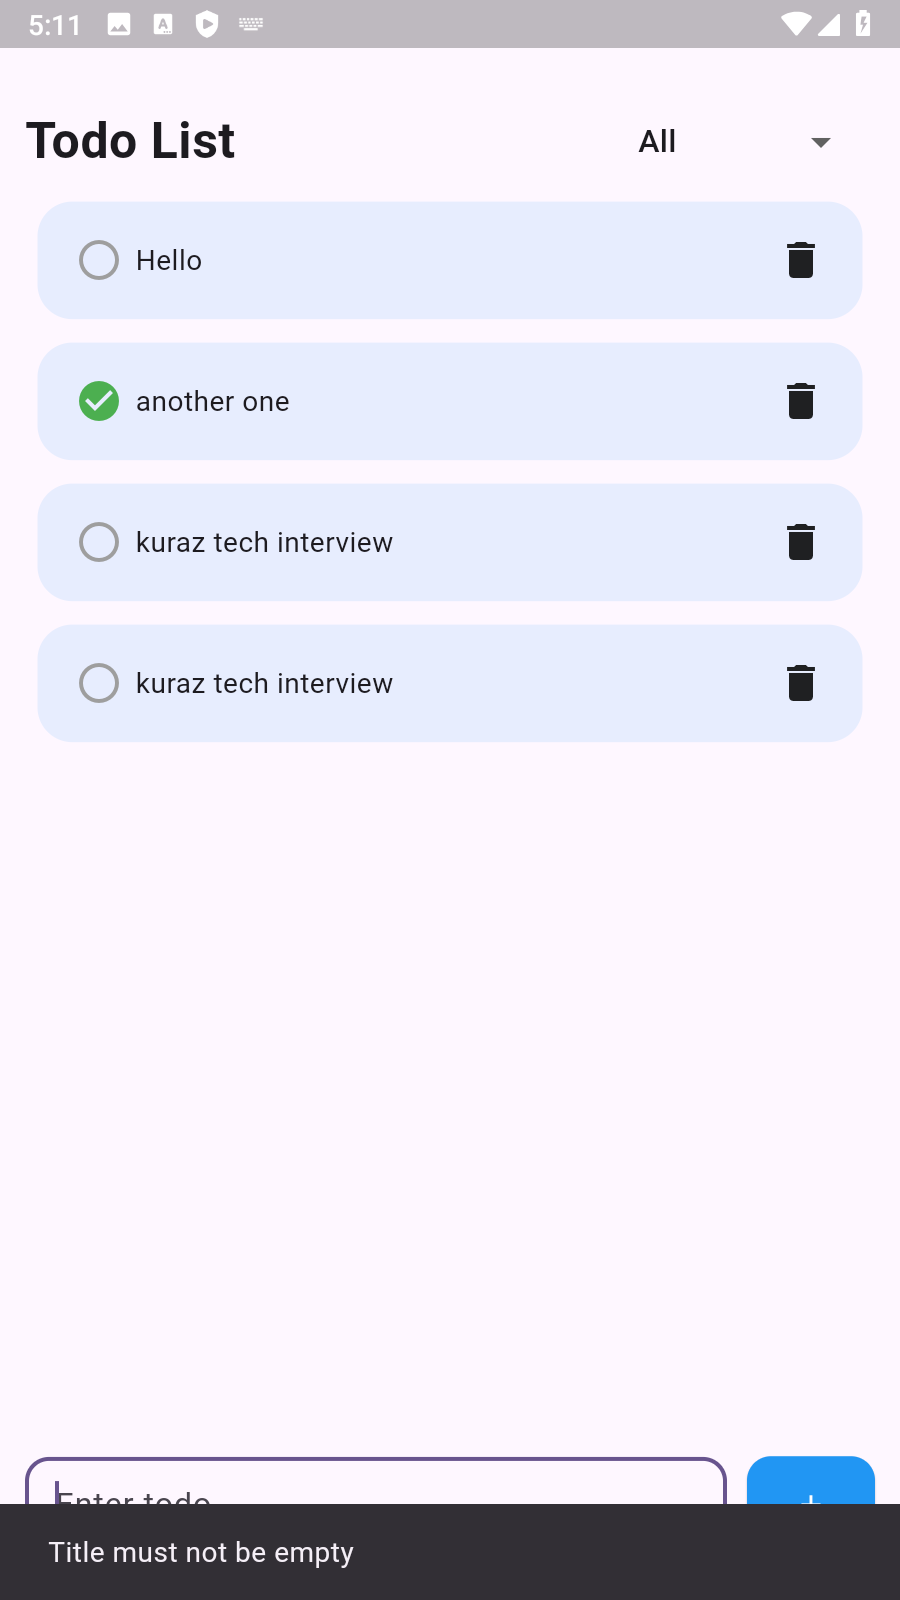 5:11
Todo List
All
Hello
another one
kuraz tech interview
kuraz tech interview
Enter todo
+
Title must not be empty